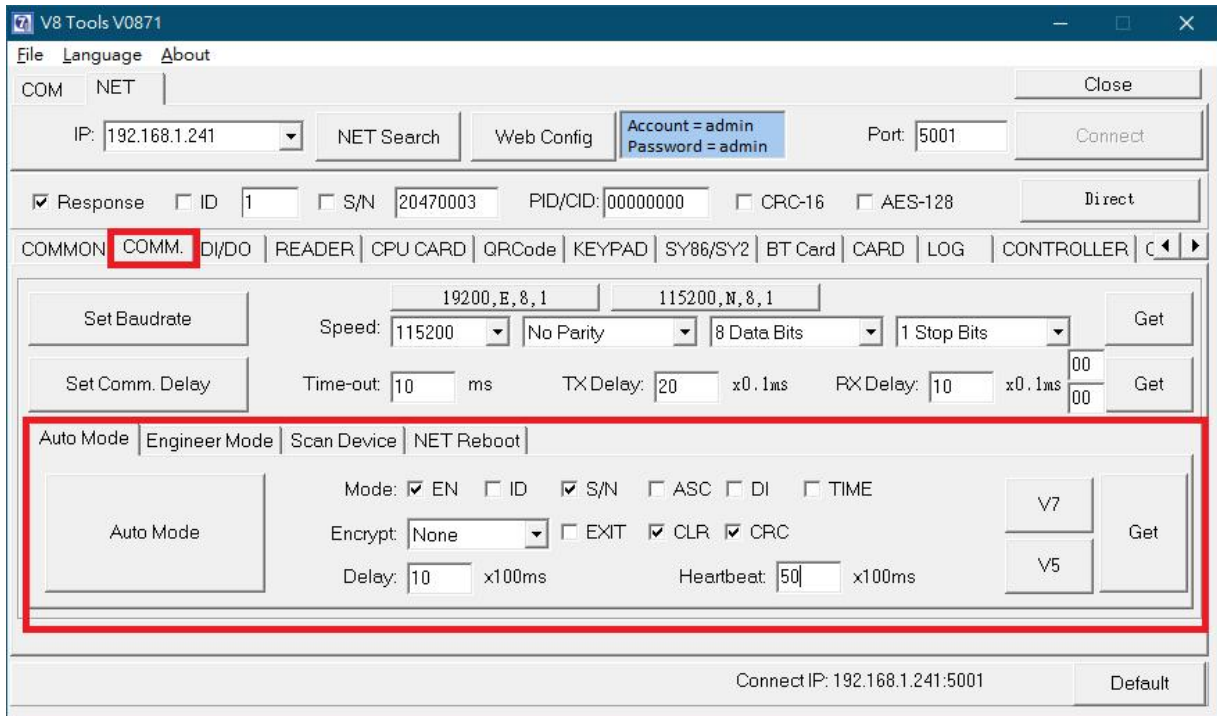 V8 Tools V0871
File Language About
COM NET Close
IP: 192.168.1.241 NET Search Web Config Account = admin Password = admin Port: 5001 Connect
Response ID 1 S/N 20470003 PID/CID: 00000000 CRC-16 AES-128 Direct
COMMON COMM. DI/DO READER CPU CARD QRCode KEYPAD SY86/SY2 BT Card CARD LOG CONTROLLER
19200,E,8,1 115200,N,8,1
Set Baudrate Speed: 115200 No Parity 8 Data Bits 1 Stop Bits Get
Set Comm. Delay Time-out: 10 ms TX Delay: 20 x0.1ms RX Delay: 10 x0.1ms 00 00 Get
Auto Mode Engineer Mode Scan Device NET Reboot
Mode: EN ID S/N ASC DI TIME V7
Auto Mode Encrypt: None EXIT CLR CRC Get
Delay: 10 x100ms Heartbeat: 50 x100ms V5
Connect IP: 192.168.1.241:5001 Default